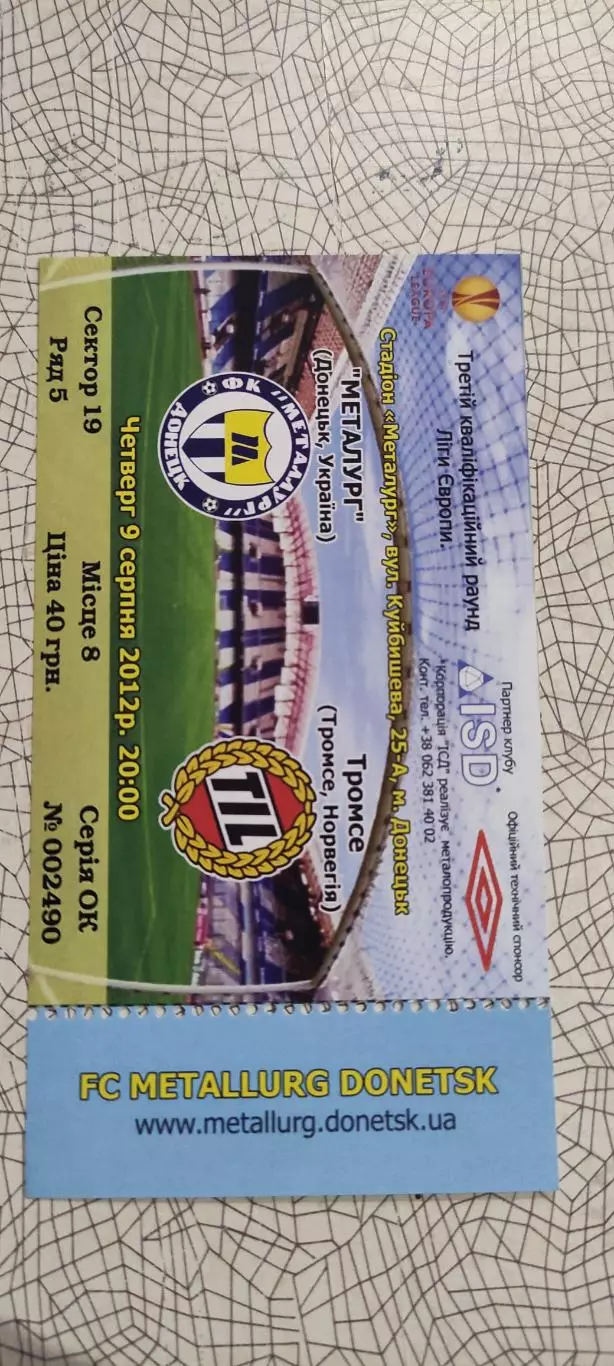 EUROPA
LEAGUE
Третій кваліфікаційний раунд
Ліги Європи.
Партнер клубу
ISD
"Корпорація "ІСД" реалізує металопродукцію.
Конт. тел. +38 062 381 40 02
Офіційний технічний спонсор
Стадіон «Металург», вул. Куйбишева, 25-А, м. Донецьк
"МЕТАЛУРГ"
(Донецьк, Україна)
Тромсе
(Тромсе, Норвегія)
ФК "МЕТАЛЛУРГ"
ДОНЕЦК
TIL
Четверг 9 серпня 2012р. 20:00
Сектор 19 Місце 8 Серія ОК
Ряд 5 Ціна 40 грн. № 002490
FC METALLURG DONETSK
www.metallurg.donetsk.ua